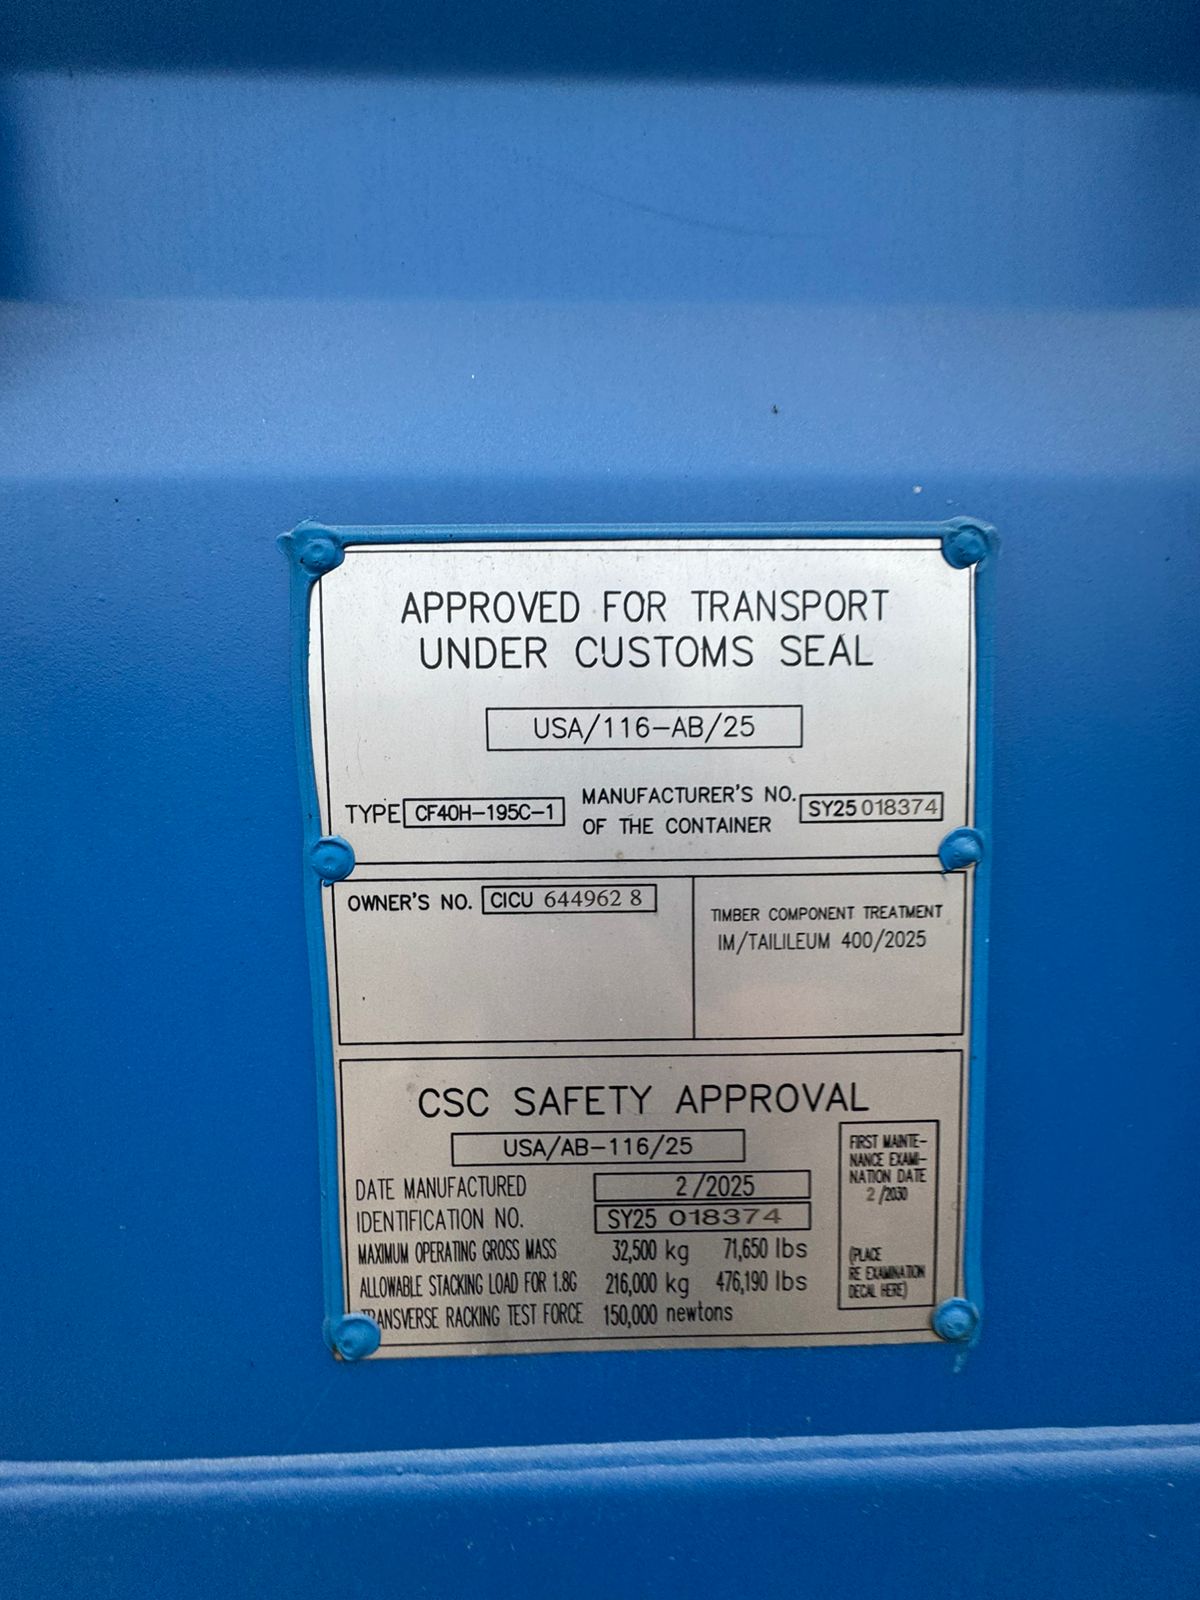 APPROVED FOR TRANSPORT
UNDER CUSTOMS SEAL
USA/116-AB/25
TYPE CF40H-195C-1
MANUFACTURER'S NO.
OF THE CONTAINER
SY25 018374
OWNER'S NO. CICU 644962 8
TIMBER COMPONENT TREATMENT
IM/TAILILEUM 400/2025
CSC SAFETY APPROVAL
USA/AB-116/25
DATE MANUFACTURED 2/2025
IDENTIFICATION NO. SY25 018374
MAXIMUM OPERATING GROSS MASS 32,500 kg 71,650 lbs
ALLOWABLE STACKING LOAD FOR 1.8G 216,000 kg 476,190 lbs
TRANSVERSE RACKING TEST FORCE 150,000 newtons
FIRST MAINTE-
NANCE EXAMI-
NATION DATE
2/2030
(PLACE
RE EXAMINATION
DECAL HERE)